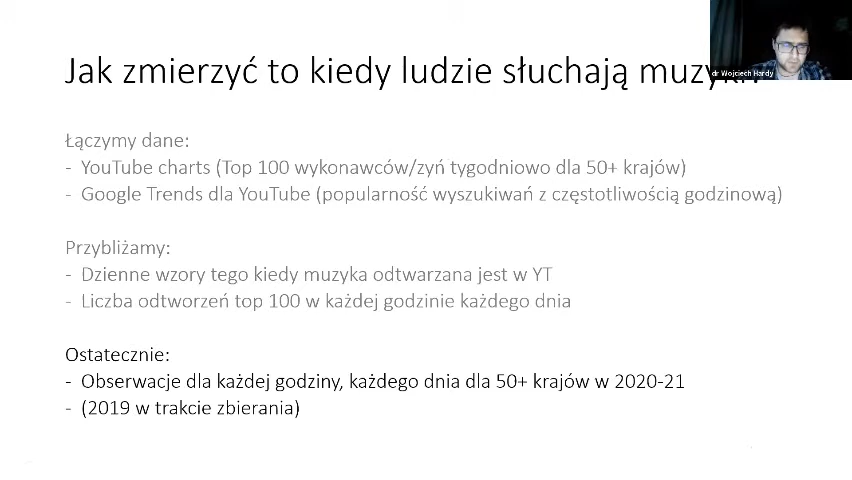 Jak zmierzyć to kiedy ludzie słuchają muzyki?
dr Wojciech Hardy
Łączymy dane:
- YouTube charts (Top 100 wykonawców/zyń tygodniowo dla 50+ krajów)
- Google Trends dla YouTube (popularność wyszukiwań z częstotliwością godzinową)
Przybliżamy:
- Dzienne wzory tego kiedy muzyka odtwarzana jest w YT
- Liczba odtworzeń top 100 w każdej godzinie każdego dnia
Ostatecznie:
- Obserwacje dla każdej godziny, każdego dnia dla 50+ krajów w 2020-21
- (2019 w trakcie zbierania)